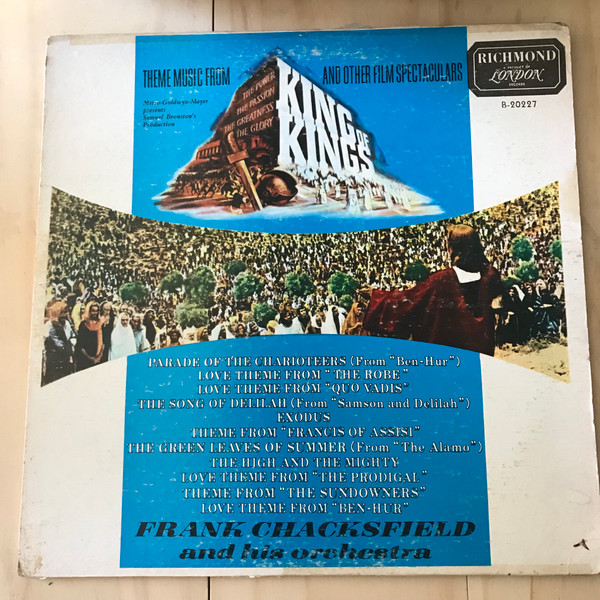 RICHMOND
A PRODUCT OF
LONDON
RECORDS
B-20227
THEME MUSIC FROM
AND OTHER FILM SPECTACULARS
Metro-Goldwyn-Mayer
presents
Samuel Bronston's
Production
THE POWER
THE PASSION
THE GREATNESS
THE GLORY
KING OF
KINGS
PARADE OF THE CHARIOTEERS (From "Ben-Hur")
LOVE THEME FROM "THE ROBE"
LOVE THEME FROM "QUO VADIS"
THE SONG OF DELILAH (From "Samson and Delilah")
EXODUS
THEME FROM "FRANCIS OF ASSISI"
THE GREEN LEAVES OF SUMMER (From "The Alamo")
THE HIGH AND THE MIGHTY
LOVE THEME FROM "THE PRODIGAL"
THEME FROM "THE SUNDOWNERS"
LOVE THEME FROM "BEN-HUR"
FRANK CHACKSFIELD
and his orchestra